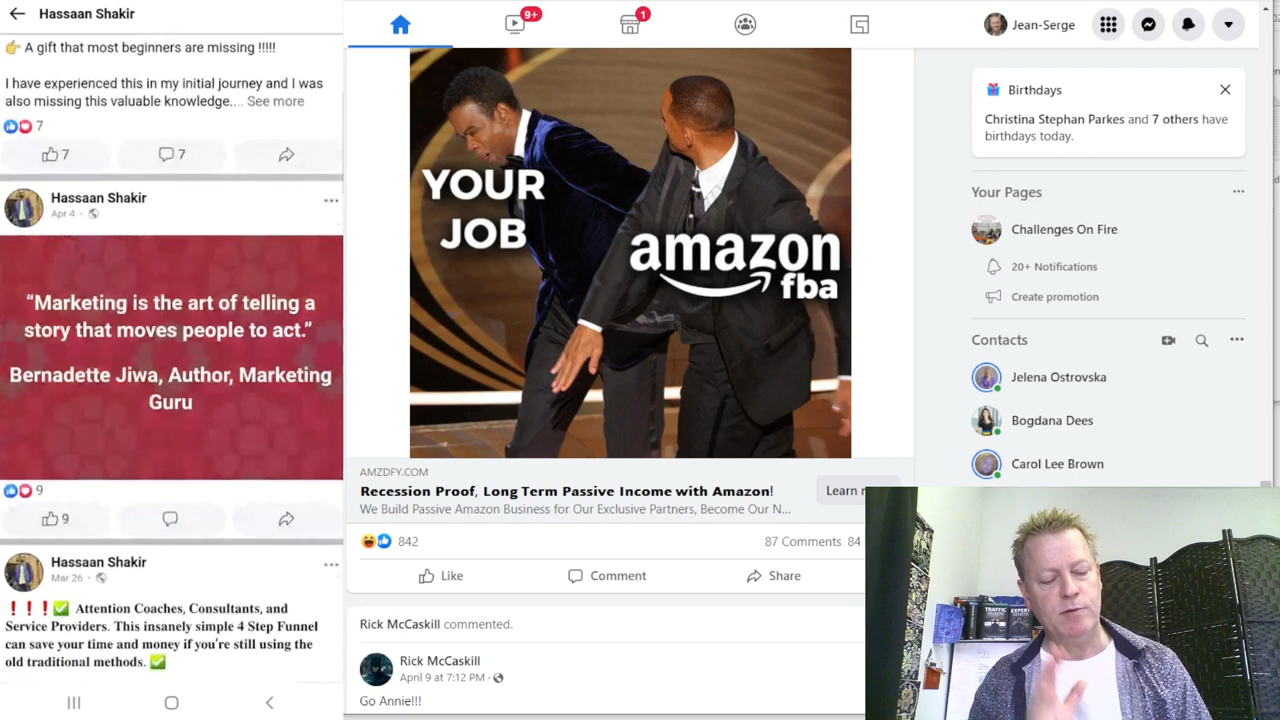 Hassaan Shakir
👉 A gift that most beginners are missing !!!!!
I have experienced this in my initial journey and I was
also missing this valuable knowledge.... See more
7
7
7
Hassaan Shakir
Apr 4 ·
“Marketing is the art of telling a
story that moves people to act.”
Bernadette Jiwa, Author, Marketing
Guru
9
9
Hassaan Shakir
Mar 26 ·
❗❗❗✅ Attention Coaches, Consultants, and
Service Providers. This insanely simple 4 Step Funnel
can save your time and money if you're still using the
old traditional methods. ✅
9+
1
Jean-Serge
YOUR
JOB
amazon
fba
AMZDFY.COM
Recession Proof, Long Term Passive Income with Amazon!
We Build Passive Amazon Business for Our Exclusive Partners, Become Our N...
Learn
842
87 Comments 84
Like
Comment
Share
Rick McCaskill commented.
Rick McCaskill
April 9 at 7:12 PM ·
Go Annie!!!
Birthdays
Christina Stephan Parkes and 7 others have
birthdays today.
Your Pages
Challenges On Fire
20+ Notifications
Create promotion
Contacts
Jelena Ostrovska
Bogdana Dees
Carol Lee Brown
TRAFFIC
EXPERT